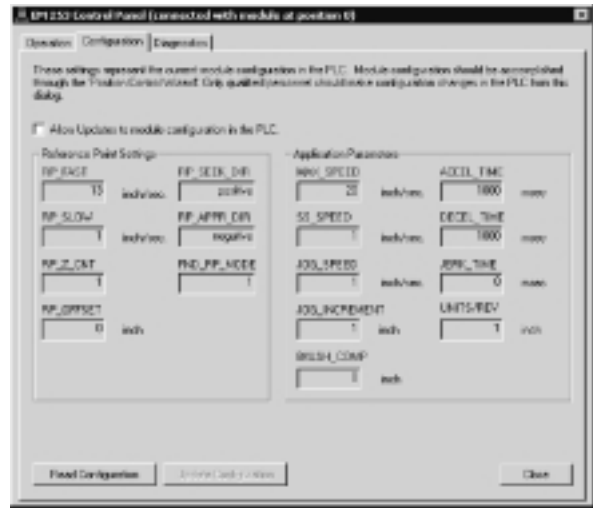 EM 253 Control Panel (connected with module at position 0)
Operation Configuration Diagnostics
These settings represent the current module configuration in the PLC. Module configuration should be accomplished
through the 'Position Control Wizard'. Only qualified personnel should make configuration changes in the PLC from this
dialog.
Allow Updates to module configuration in the PLC.
Reference Point Settings Application Parameters
RP_FAST RP_SEEK_DIR MAX_SPEED ACCEL_TIME
inch/sec. positive inch/sec. 1000 msec
RP_SLOW RP_APPR_DIR SS_SPEED DECEL_TIME
1 inch/sec. negative 1 inch/sec. 1000 msec
RP_Z_CNT FND_RP_MODE JOG_SPEED JERK_TIME
1 1 1 inch/sec. 0 msec
RP_OFFSET JOG_INCREMENT UNITS/REV
0 inch 1 inch 1 inch
inch
Read Configuration Update Configuration Close